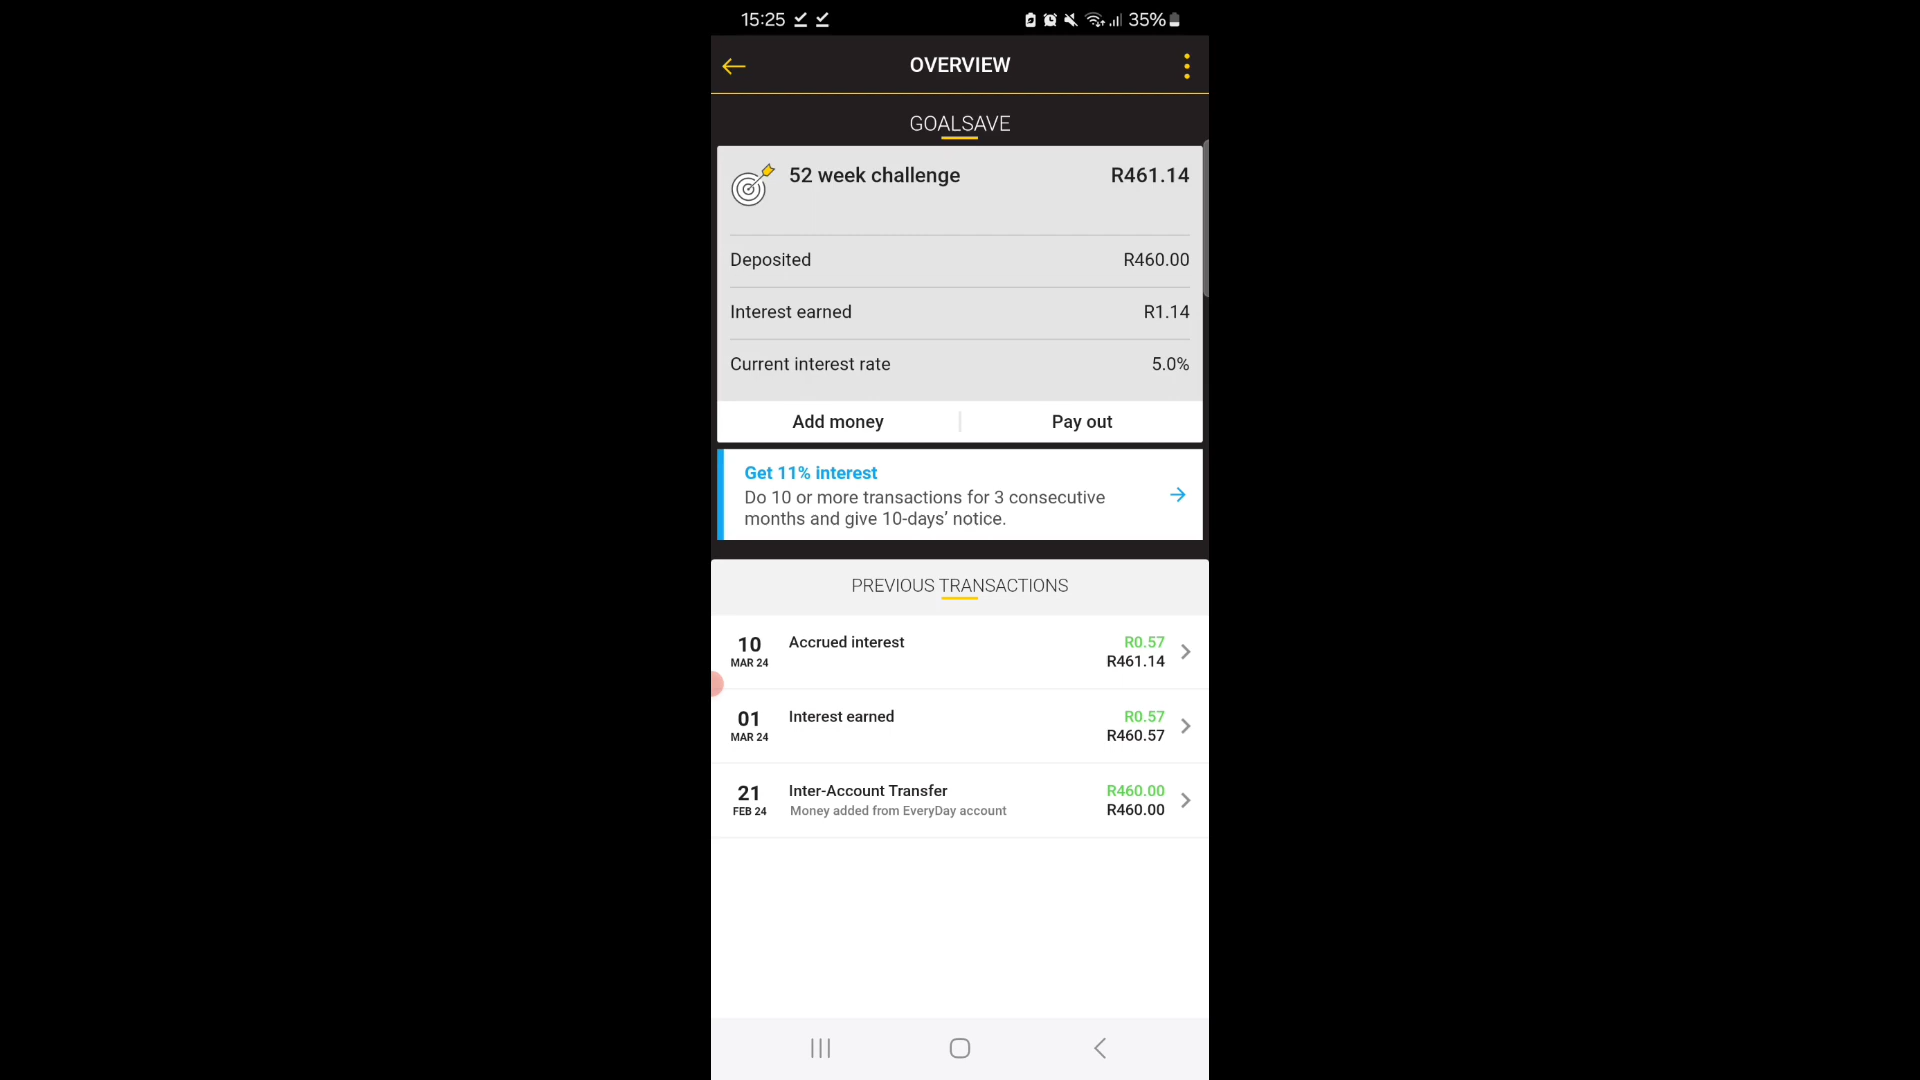 15:25 35%
OVERVIEW
GOALSAVE
52 week challenge R461.14
Deposited R460.00
Interest earned R1.14
Current interest rate 5.0%
Add money Pay out
Get 11% interest
Do 10 or more transactions for 3 consecutive
months and give 10-days’ notice.
PREVIOUS TRANSACTIONS
10 Accrued interest R0.57
MAR 24 R461.14
01 Interest earned R0.57
MAR 24 R460.57
21 Inter-Account Transfer R460.00
FEB 24 Money added from EveryDay account R460.00